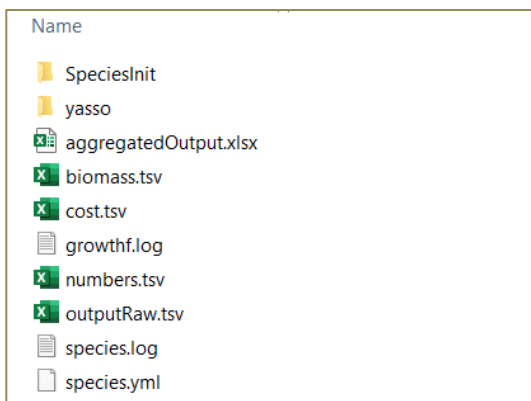 Name
SpeciesInit
yasso
aggregatedOutput.xlsx
biomass.tsv
cost.tsv
growthf.log
numbers.tsv
outputRaw.tsv
species.log
species.yml